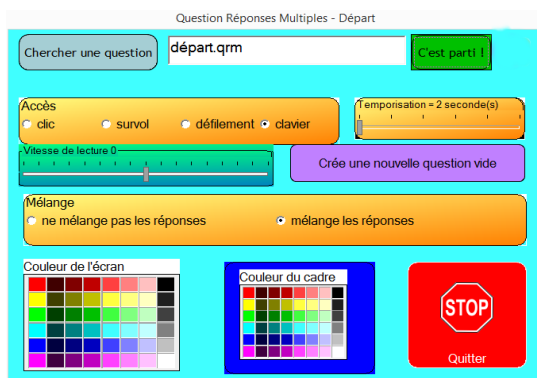 Question Réponses Multiples - Départ
Chercher une question
départ.qrm
C'est parti !
Accès
clic
survol
défilement
clavier
Temporisation = 2 seconde(s)
Vitesse de lecture 0
Crée une nouvelle question vide
Mélange
ne mélange pas les réponses
mélange les réponses
Couleur de l'écran
Couleur du cadre
STOP
Quitter